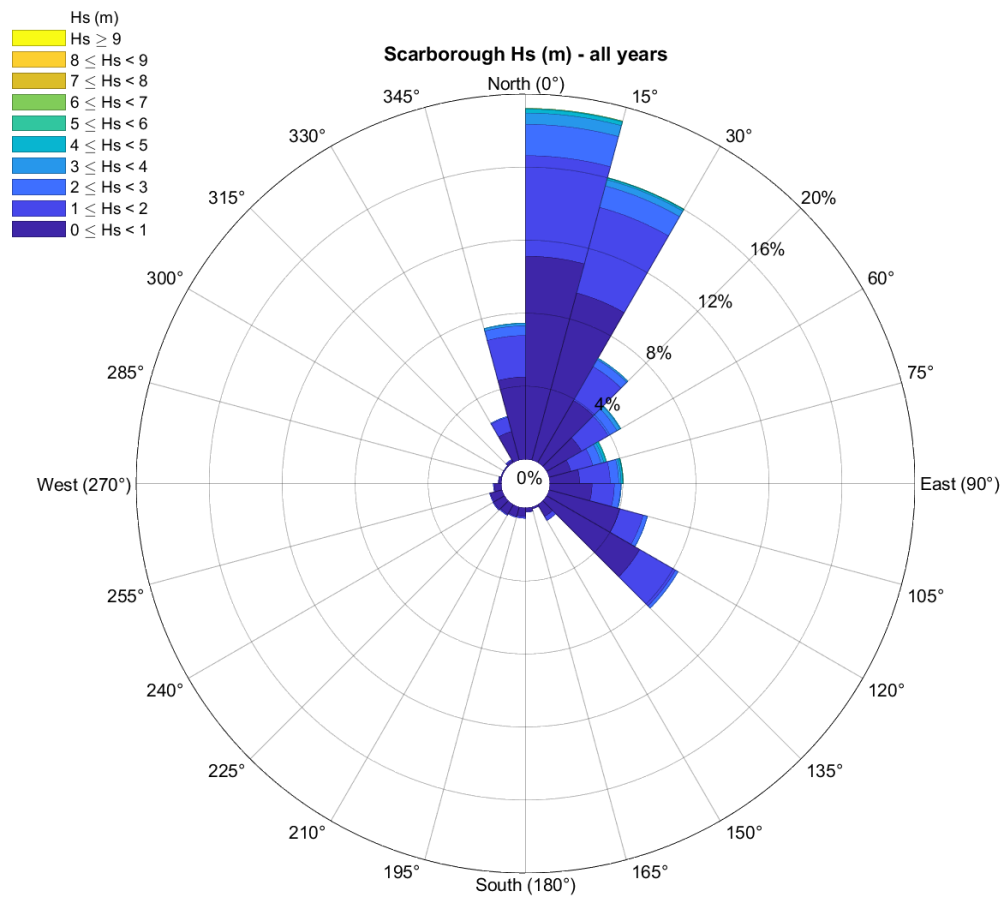 Hs (m)
Hs ≥ 9
8 ≤ Hs < 9
7 ≤ Hs < 8
6 ≤ Hs < 7
5 ≤ Hs < 6
4 ≤ Hs < 5
3 ≤ Hs < 4
2 ≤ Hs < 3
1 ≤ Hs < 2
0 ≤ Hs < 1
Scarborough Hs (m) - all years
North (0°)
15°
30°
60°
75°
East (90°)
105°
120°
135°
150°
165°
South (180°)
195°
210°
225°
240°
255°
West (270°)
285°
300°
315°
330°
345°
20%
16%
12%
8%
4%
0%